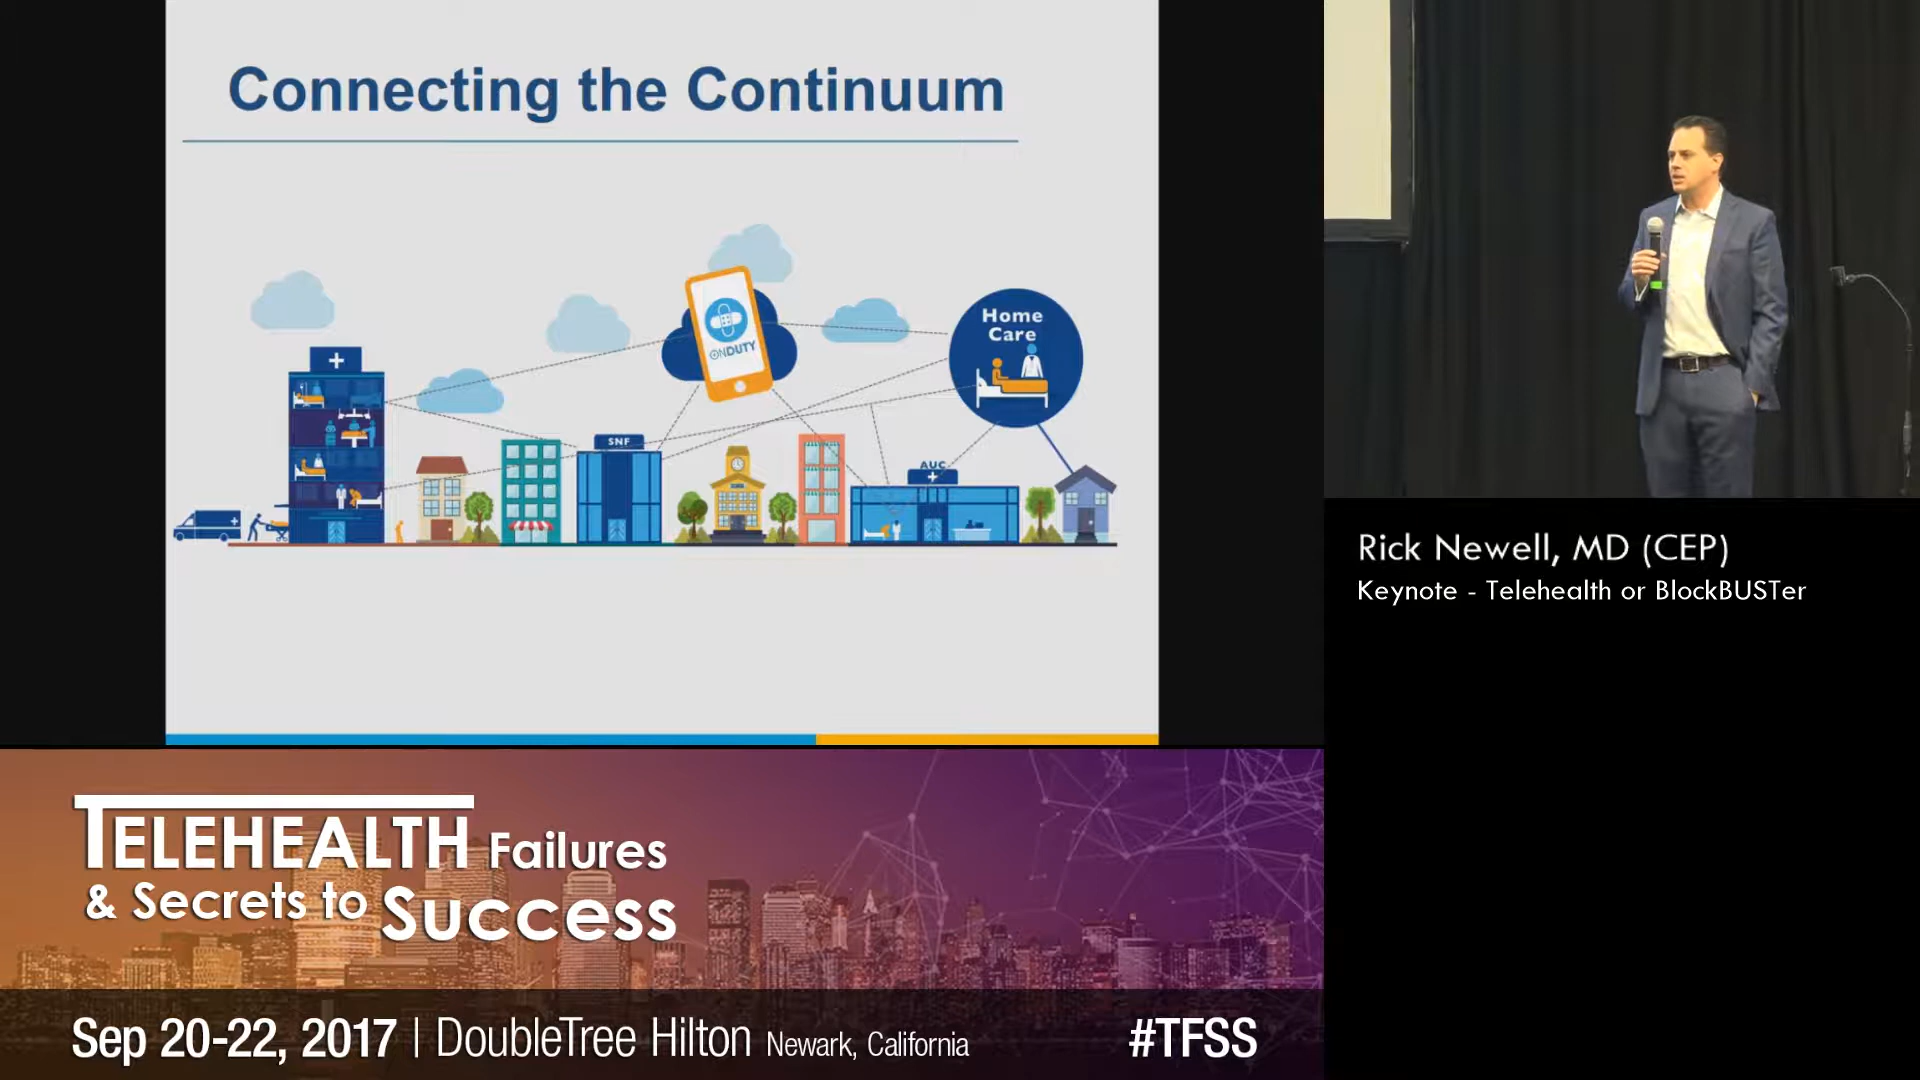 Connecting the Continuum
ONDUTY
Home
Care
SNF
AUC
Rick Newell, MD (CEP)
Keynote - Telehealth or BlockBUSTer
TELEHEALTH Failures
& Secrets to Success
Sep 20-22, 2017 | DoubleTree Hilton Newark, California
#TFSS